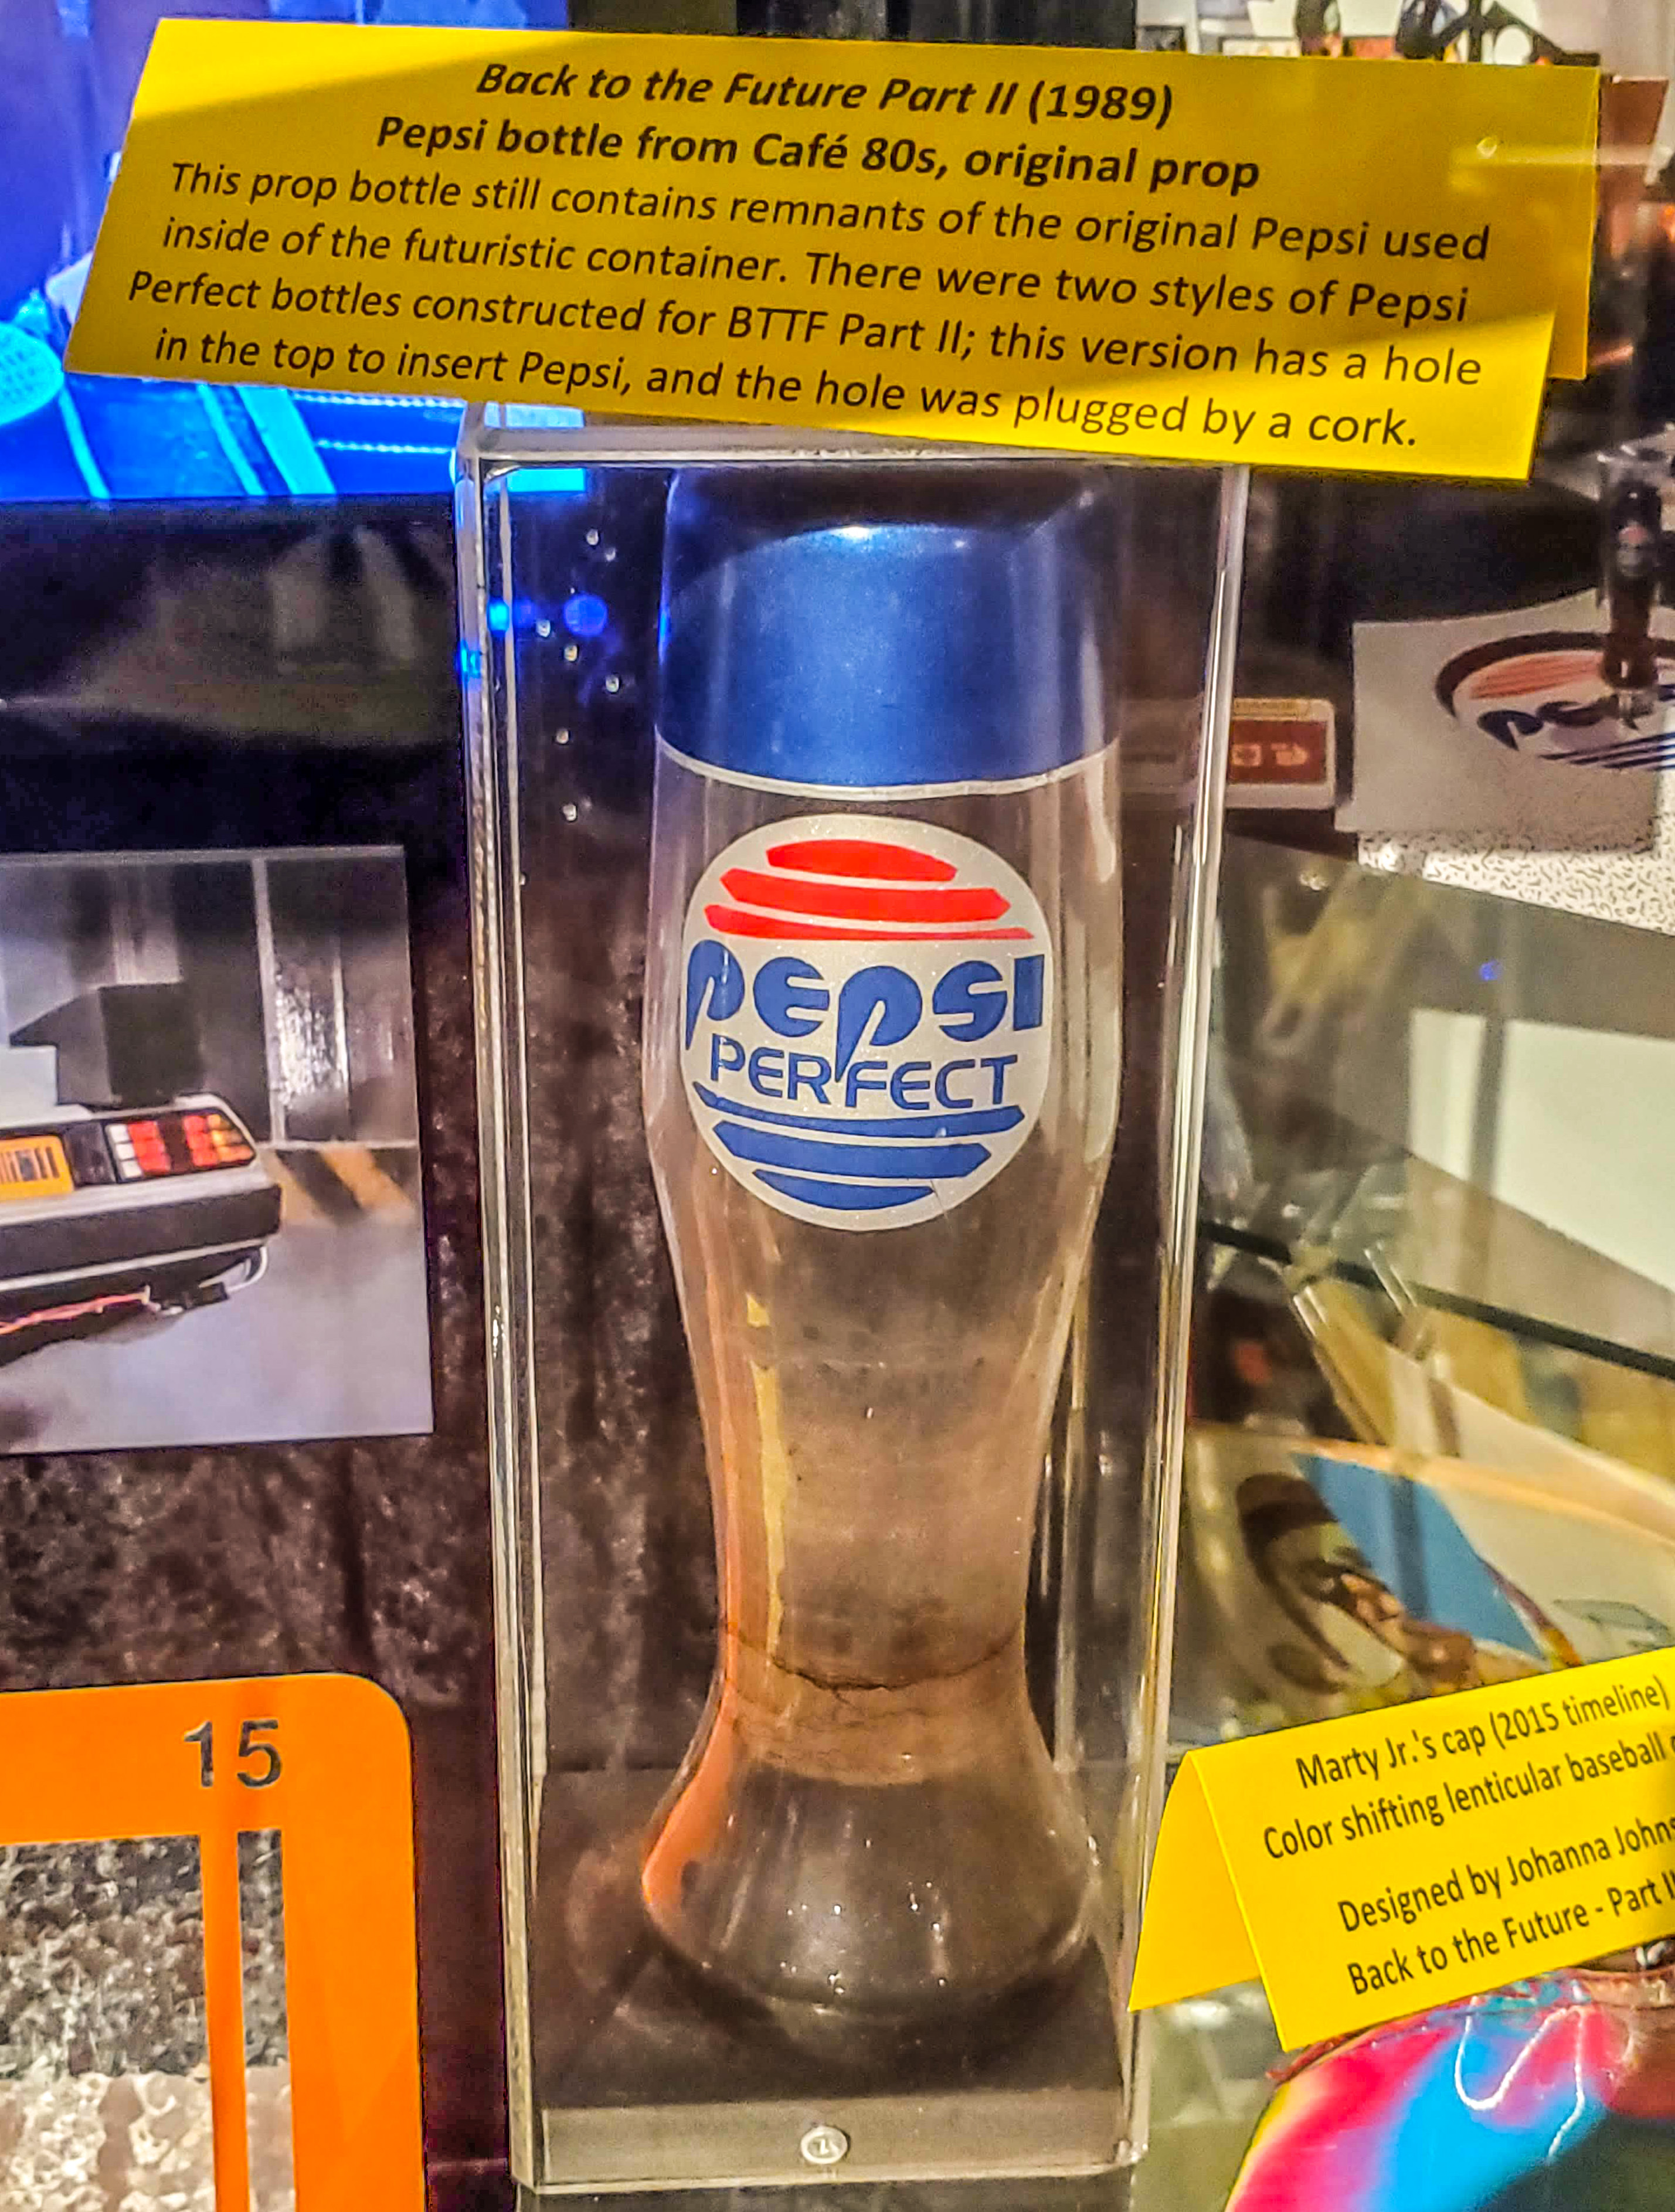 Back to the Future Part II (1989)
Pepsi bottle from Café 80s, original prop
This prop bottle still contains remnants of the original Pepsi used
inside of the futuristic container. There were two styles of Pepsi
Perfect bottles constructed for BTTF Part II; this version has a hole
in the top to insert Pepsi, and the hole was plugged by a cork.
PEPSI
PERFECT
15
Marty Jr.'s cap (2015 timeline)
Color shifting lenticular baseball
Designed by Johanna
Back to the Future - Part